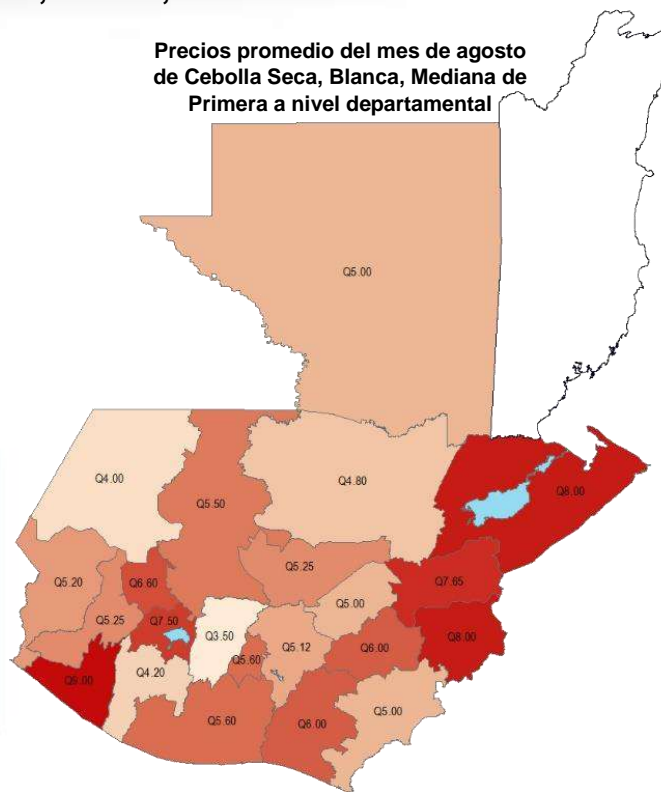 Precios promedio del mes de agosto
de Cebolla Seca, Blanca, Mediana de
Primera a nivel departamental
Q5.00
Q4.00
Q5.50
Q4.80
Q8.00
Q5.20
Q6.60
Q5.25
Q7.65
Q5.25
Q7.50
Q3.50
Q5.00
Q5.12
Q6.00
Q8.00
Q9.00
Q4.20
Q5.60
Q5.60
Q6.00
Q5.00